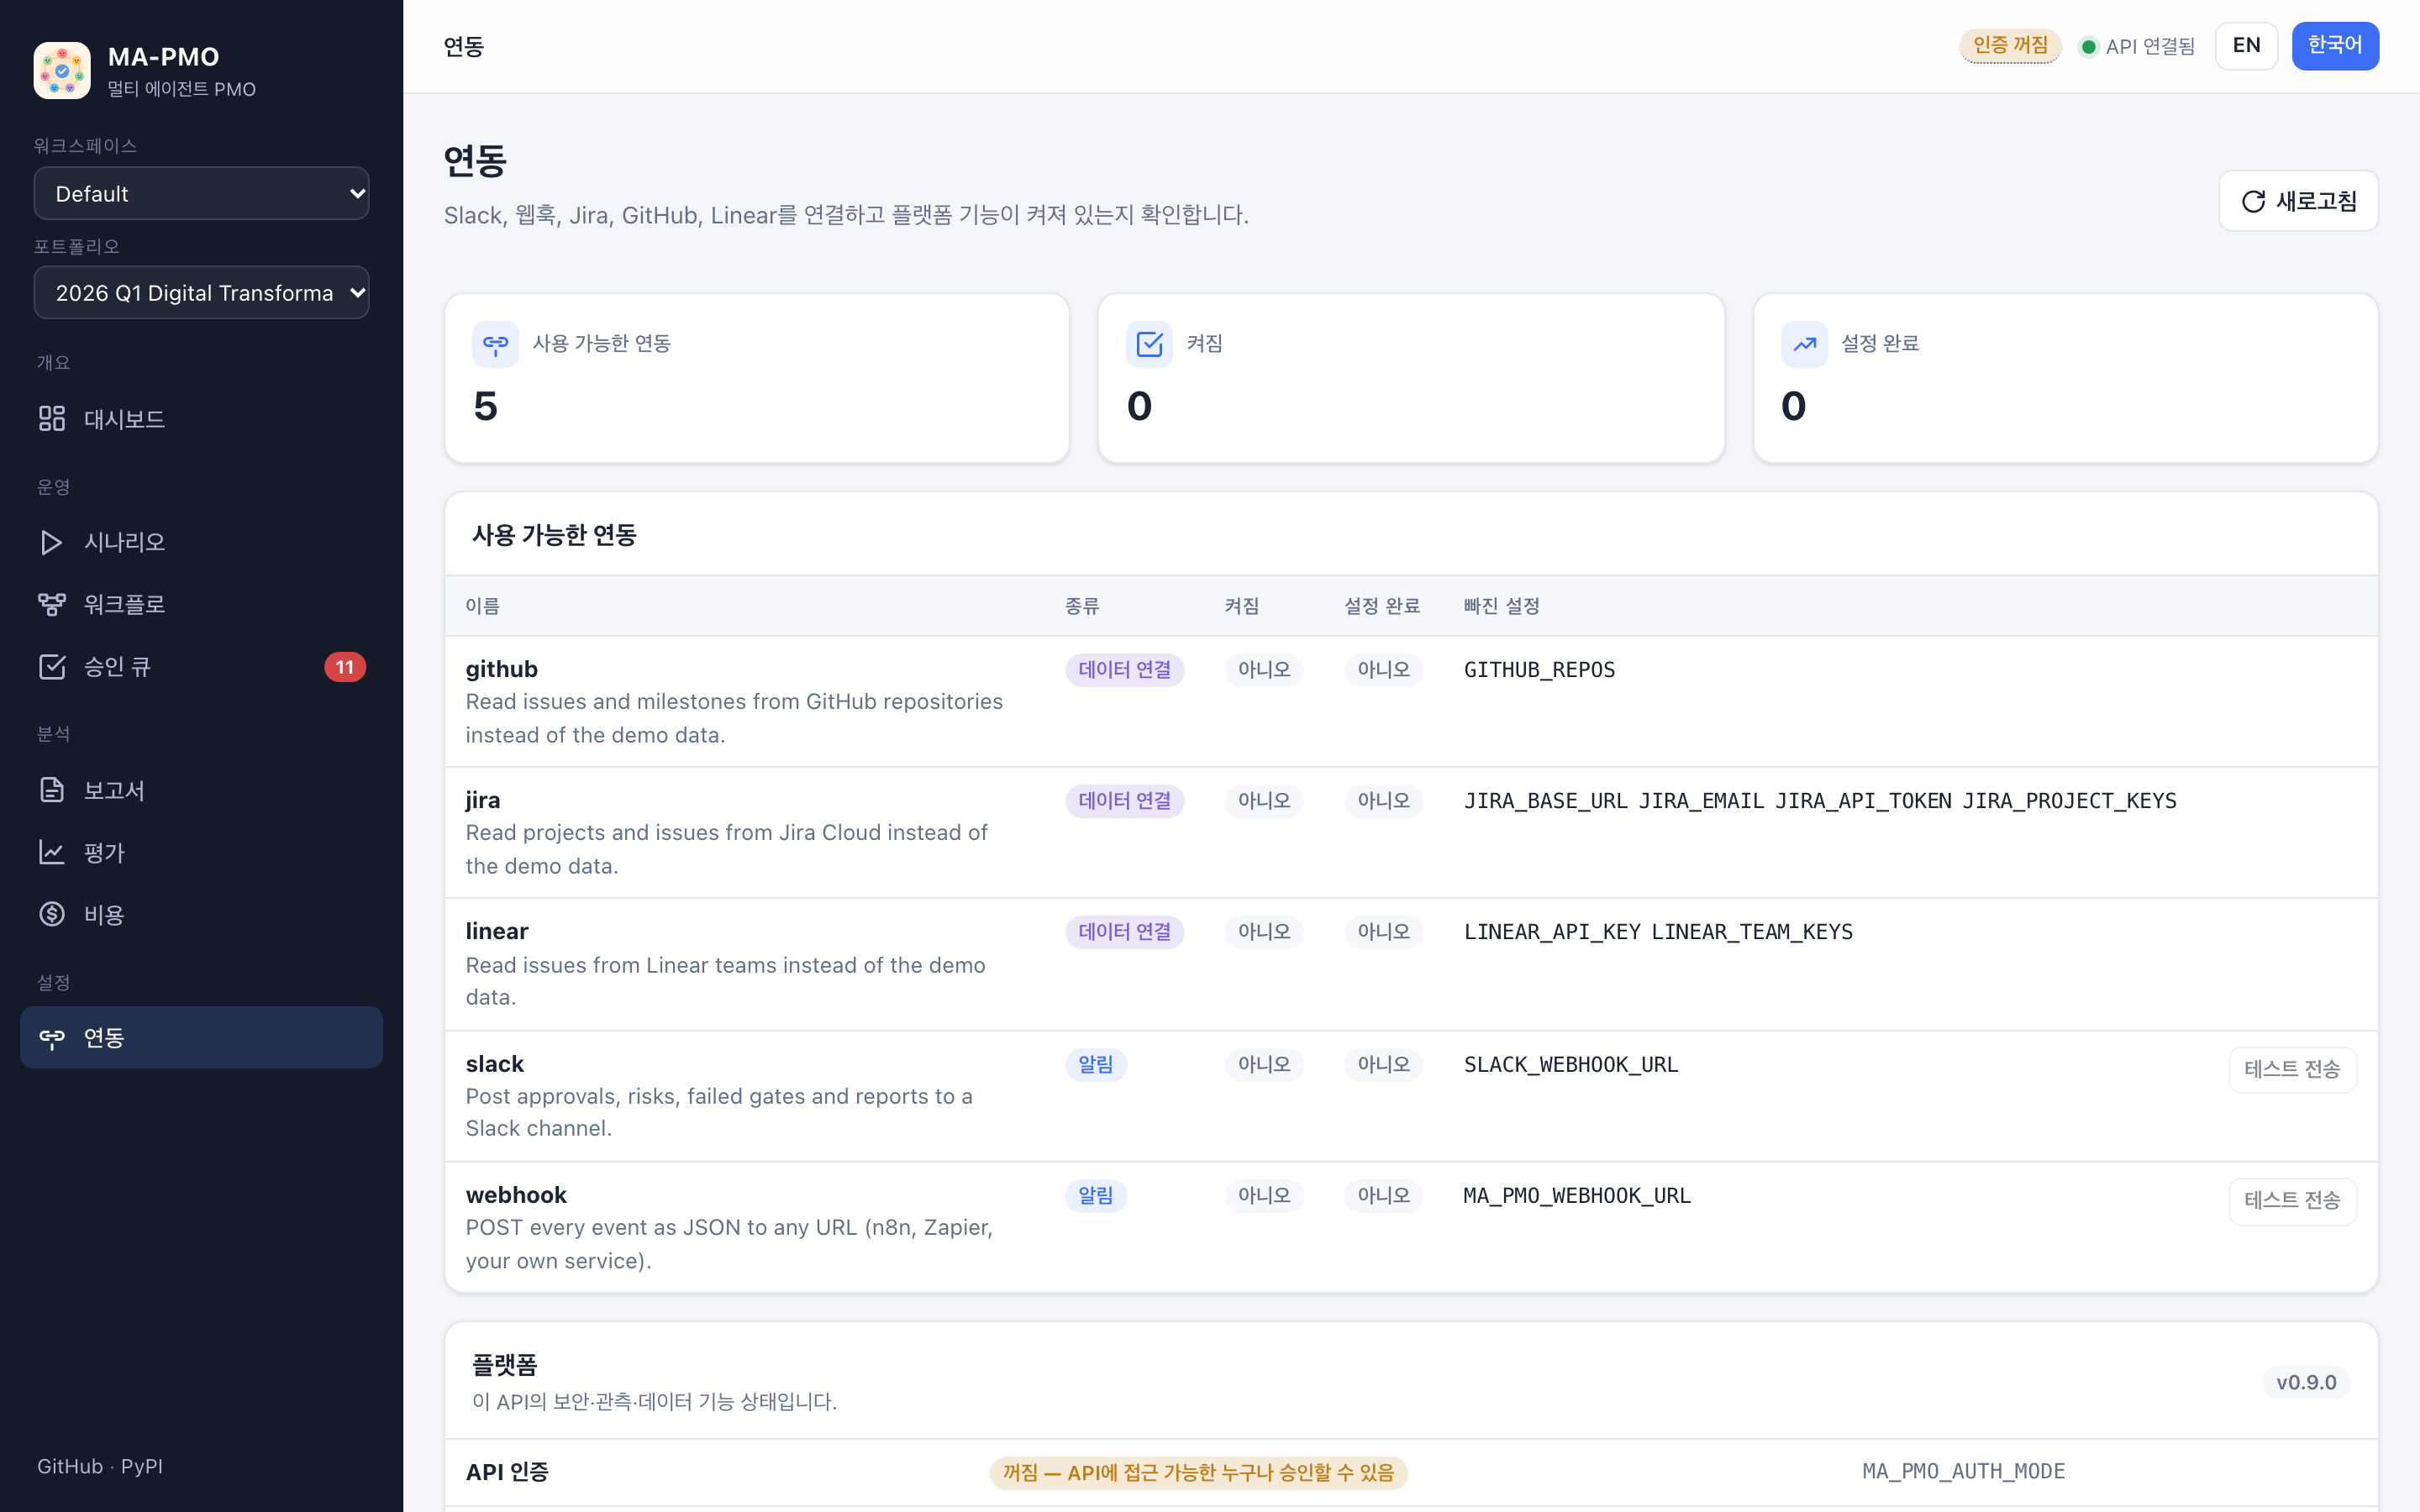 MA-PMO
멀티 에이전트 PMO
워크스페이스
Default
포트폴리오
2026 Q1 Digital Transforma
개요
대시보드
운영
시나리오
워크플로
승인 큐
11
분석
보고서
평가
비용
설정
연동
GitHub · PyPI
연동
인증 꺼짐
API 연결됨
EN
한국어
연동
Slack, 웹훅, Jira, GitHub, Linear를 연결하고 플랫폼 기능이 켜져 있는지 확인합니다.
새로고침
사용 가능한 연동
5
켜짐
0
설정 완료
0
사용 가능한 연동
이름 종류 켜짐 설정 완료 빠진 설정
github 데이터 연결 아니오 아니오 GITHUB_REPOS
Read issues and milestones from GitHub repositories
instead of the demo data.
jira 데이터 연결 아니오 아니오 JIRA_BASE_URL JIRA_EMAIL JIRA_API_TOKEN JIRA_PROJECT_KEYS
Read projects and issues from Jira Cloud instead of
the demo data.
linear 데이터 연결 아니오 아니오 LINEAR_API_KEY LINEAR_TEAM_KEYS
Read issues from Linear teams instead of the demo
data.
slack 알림 아니오 아니오 SLACK_WEBHOOK_URL 테스트 전송
Post approvals, risks, failed gates and reports to a
Slack channel.
webhook 알림 아니오 아니오 MA_PMO_WEBHOOK_URL 테스트 전송
POST every event as JSON to any URL (n8n, Zapier,
your own service).
플랫폼
이 API의 보안·관측·데이터 기능 상태입니다.
v0.9.0
API 인증 꺼짐 — API에 접근 가능한 누구나 승인할 수 있음 MA_PMO_AUTH_MODE